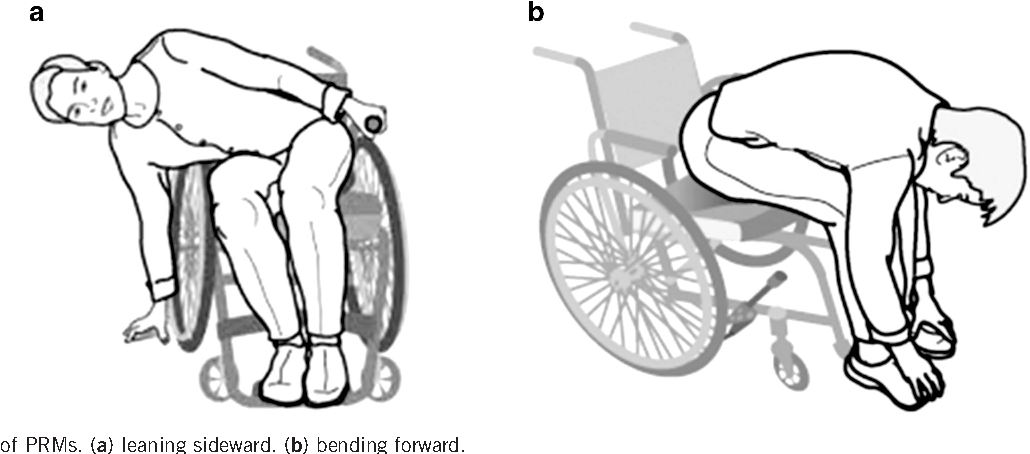 a
b
of PRMs. (a) leaning sideward. (b) bending forward.